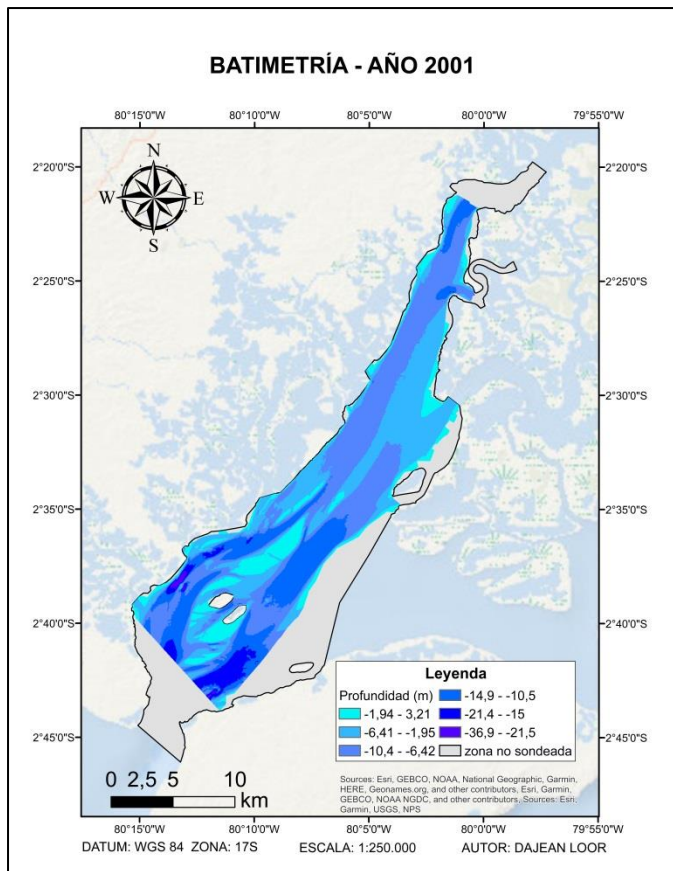 BATIMETRÍA - AÑO 2001
80°15'0"W 80°10'0"W 80°5'0"W 80°0'0"W 79°55'0"W
N
W E
S
2°20'0"S 2°20'0"S
2°25'0"S 2°25'0"S
2°30'0"S 2°30'0"S
2°35'0"S 2°35'0"S
2°40'0"S 2°40'0"S
2°45'0"S 2°45'0"S
Leyenda
Profundidad (m)
-1,94 - 3,21
-6,41 - -1,95
-10,4 - -6,42
-14,9 - -10,5
-21,4 - -15
-36,9 - -21,5
zona no sondeada
0 2,5 5 10
km
Sources: Esri, GEBCO, NOAA, National Geographic, Garmin,
HERE, Geonames.org, and other contributors, Esri, Garmin,
GEBCO, NOAA NGDC, and other contributors, Sources: Esri,
Garmin, USGS, NPS
80°15'0"W 80°10'0"W 80°5'0"W 80°0'0"W 79°55'0"W
DATUM: WGS 84 ZONA: 17S ESCALA: 1:250.000 AUTOR: DAJEAN LOOR